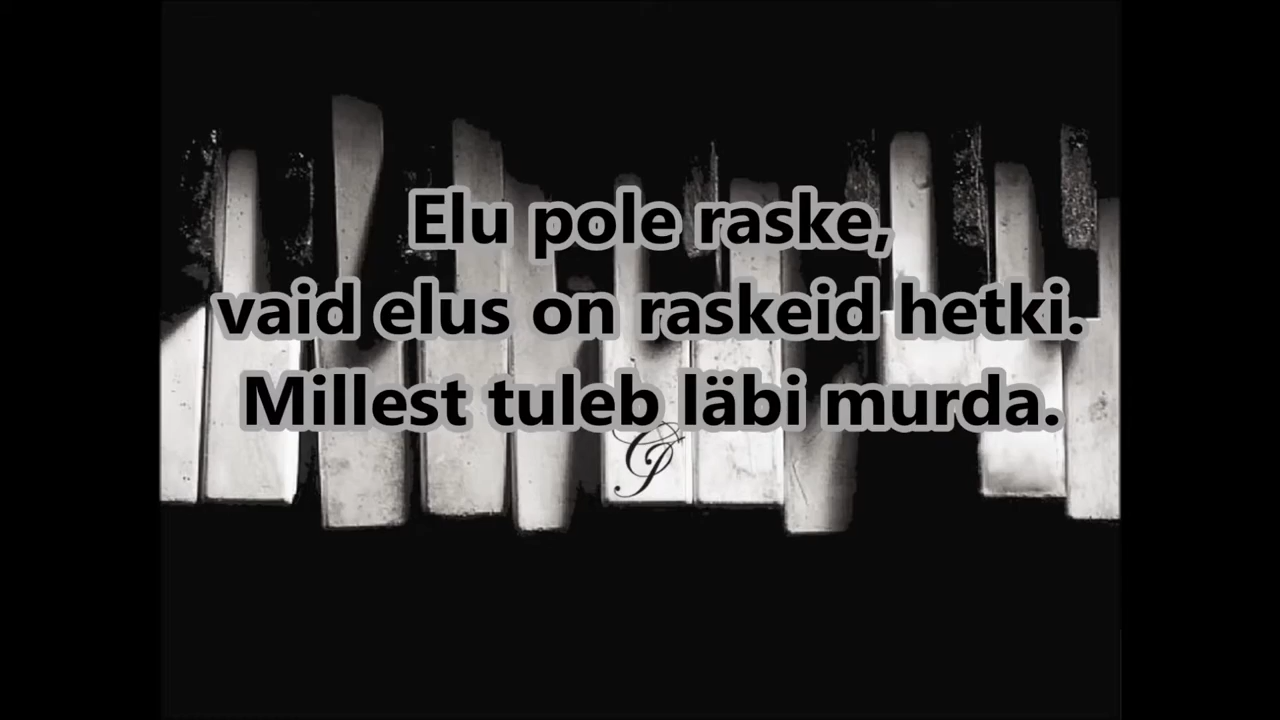 Elu pole raske,
vaid elus on raskeid hetki.
Millest tuleb läbi murda.